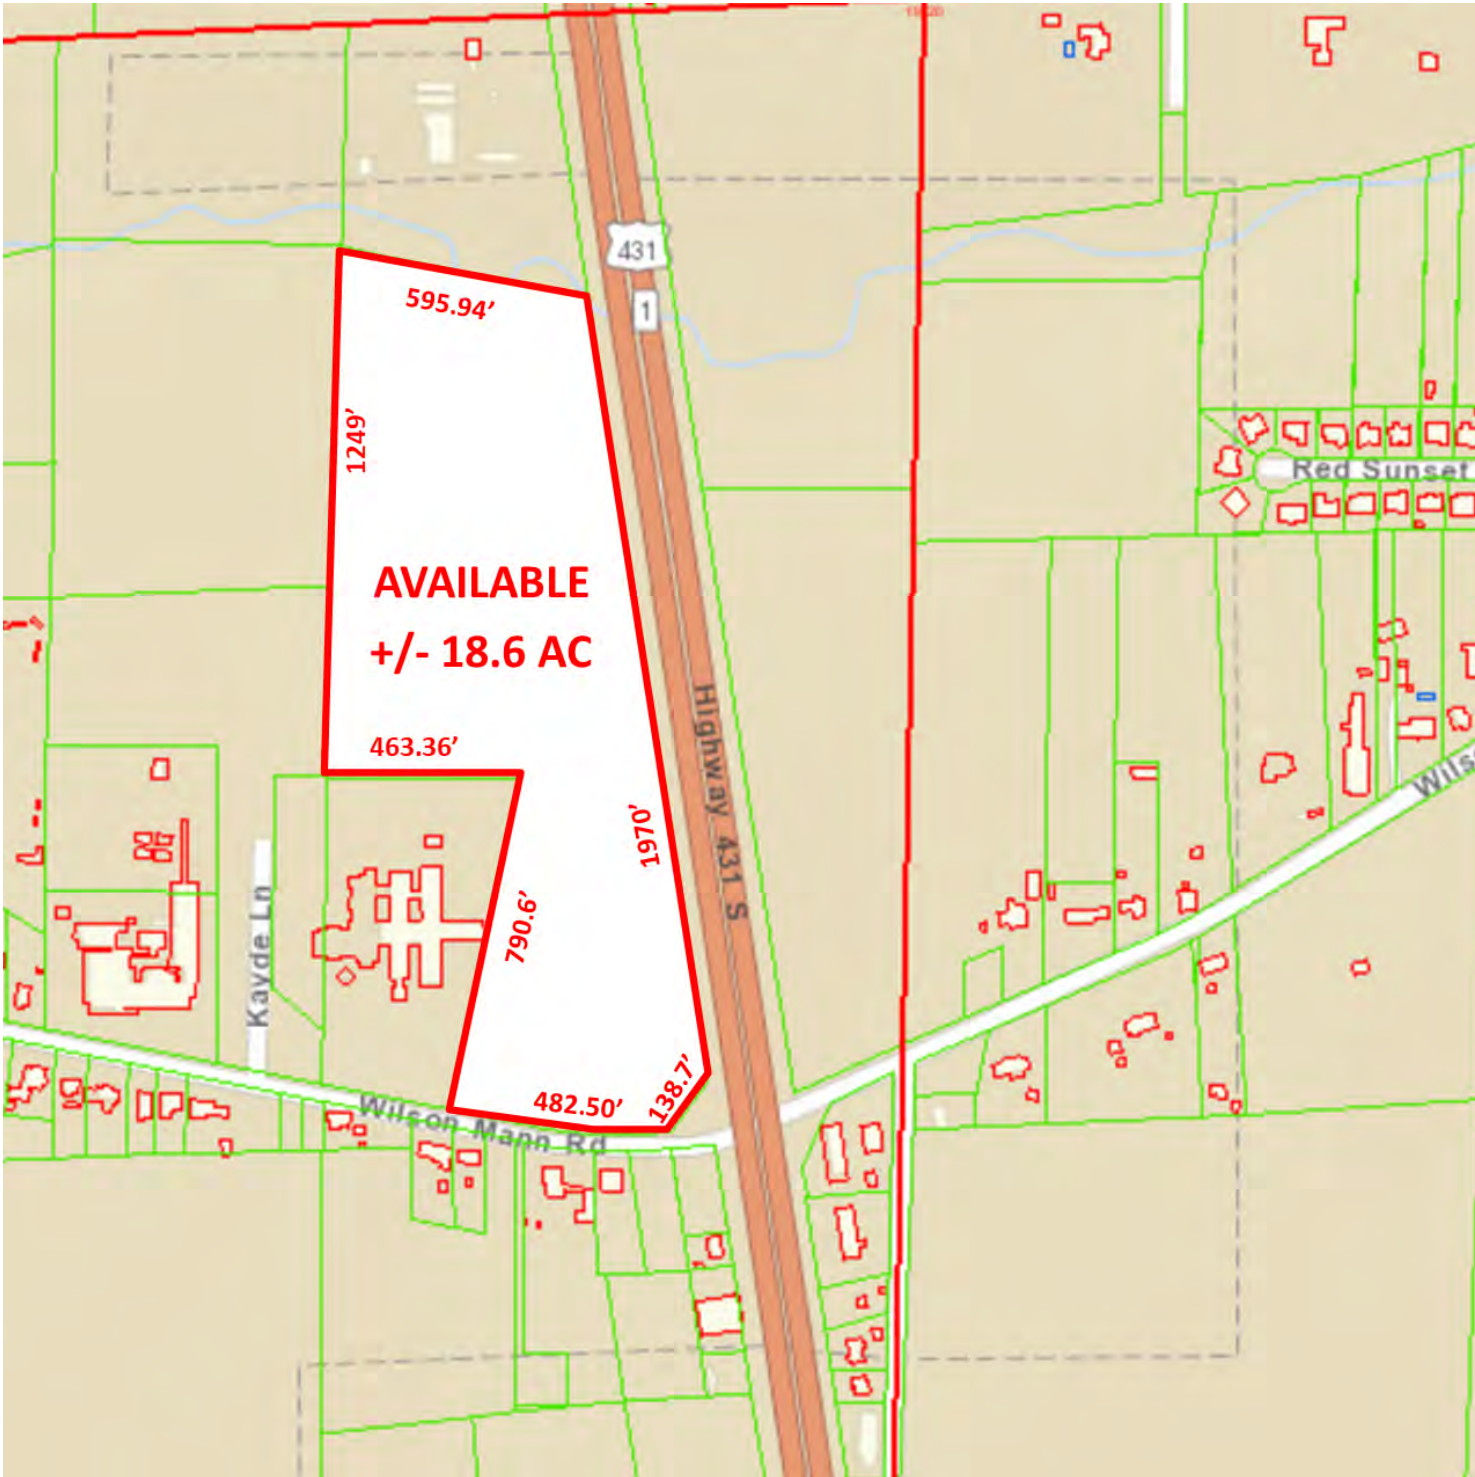 431
1
595.94’
1249’
Red Sunset
AVAILABLE
+/- 18.6 AC
463.36’
Highway 431 S
1970’
790.6’
Kayde Ln
138.7’
482.50’
Wilson Mann Rd